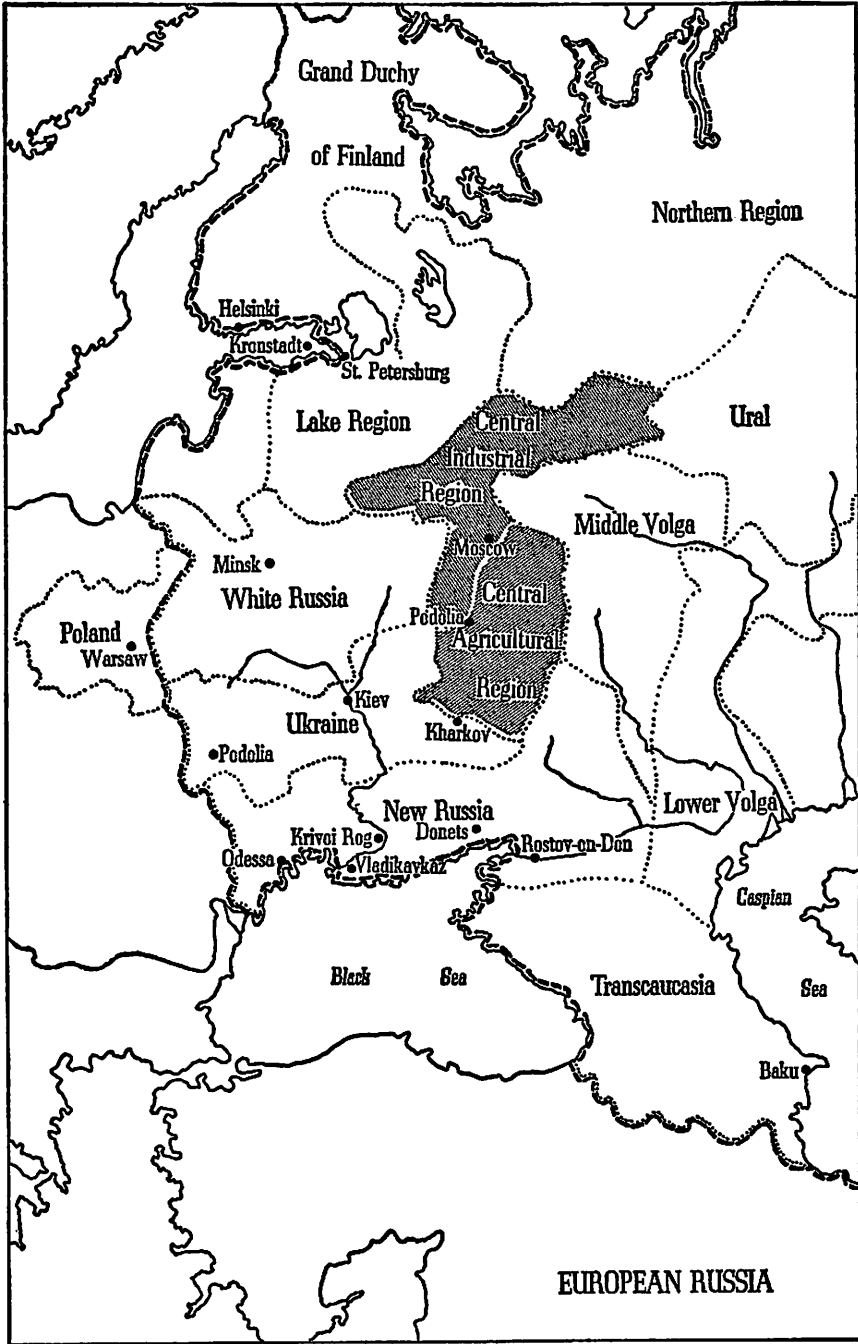 Grand Duchy
of Finland
Northern Region
Helsinki
Kronstadt
St. Petersburg
Lake Region
Central
Industrial
Region
Ural
Middle Volga
Moscow
Minsk
White Russia
Central
Agricultural
Region
Podolia
Poland
Warsaw
Kiev
Ukraine
Kharkov
Podolia
New Russia
Donets
Lower Volga
Krivoi Rog
Rostov-on-Don
Odessa
Vladikaykaz
Caspian
Sea
Black Sea
Transcaucasia
Baku
EUROPEAN RUSSIA